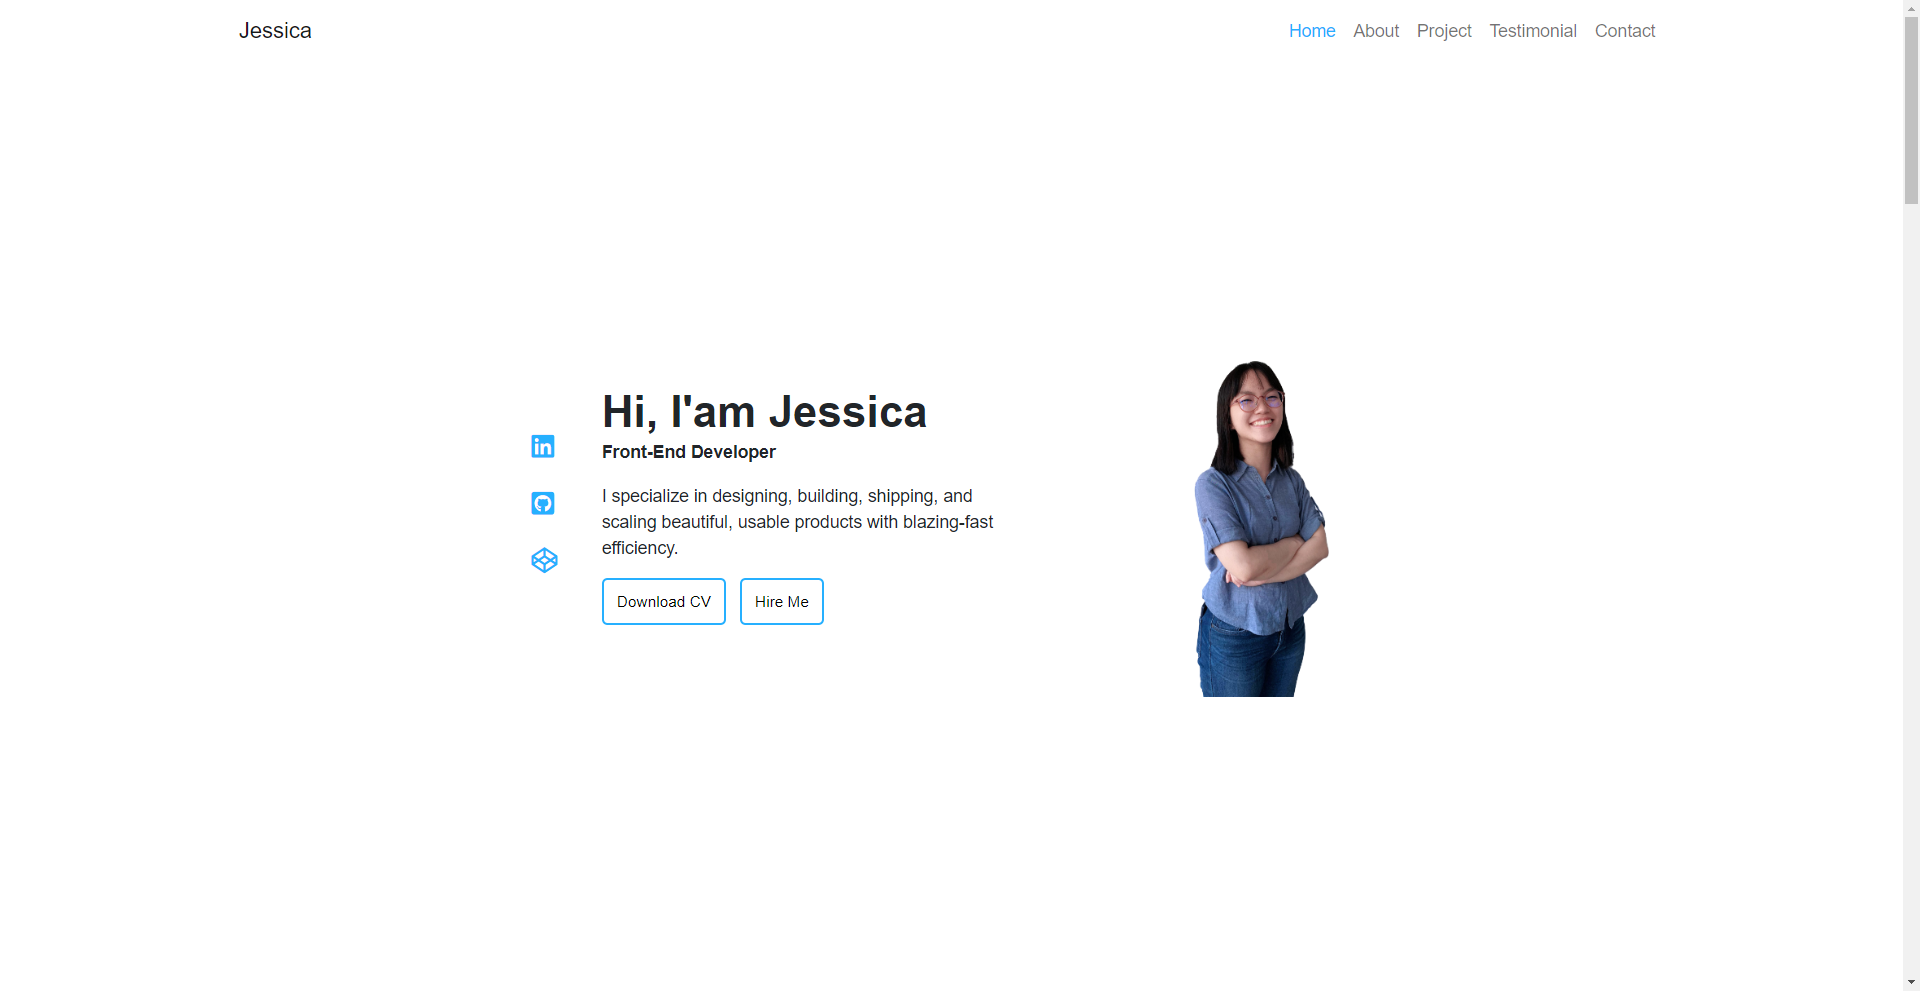 Jessica
Home About Project Testimonial Contact
Hi, I'am Jessica
Front-End Developer
I specialize in designing, building, shipping, and
scaling beautiful, usable products with blazing-fast
efficiency.
Download CV
Hire Me